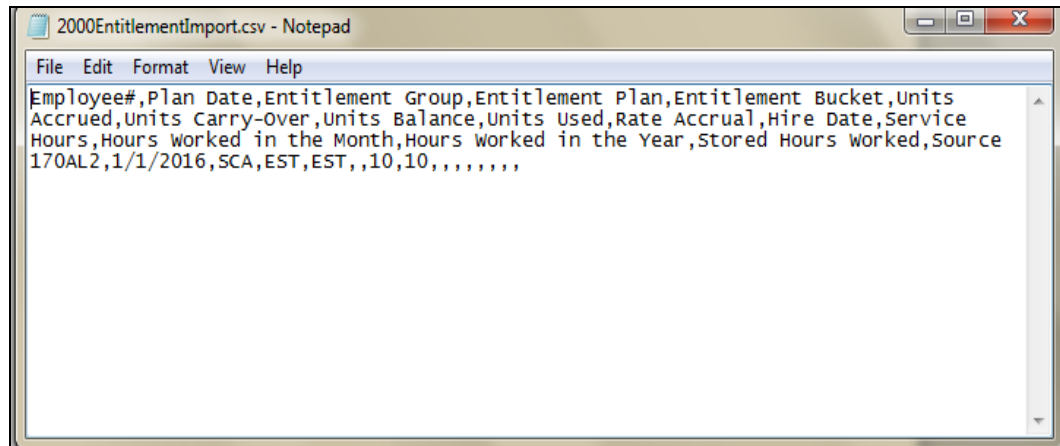 2000EntitlementImport.csv - Notepad
File Edit Format View Help
Employee#,Plan Date,Entitlement Group,Entitlement Plan,Entitlement Bucket,Units
Accrued,Units Carry-Over,Units Balance,Units Used,Rate Accrual,Hire Date,Service
Hours,Hours Worked in the Month,Hours Worked in the Year,Stored Hours Worked,Source
170AL2,1/1/2016,SCA,EST,EST,,10,10,,,,,,,,